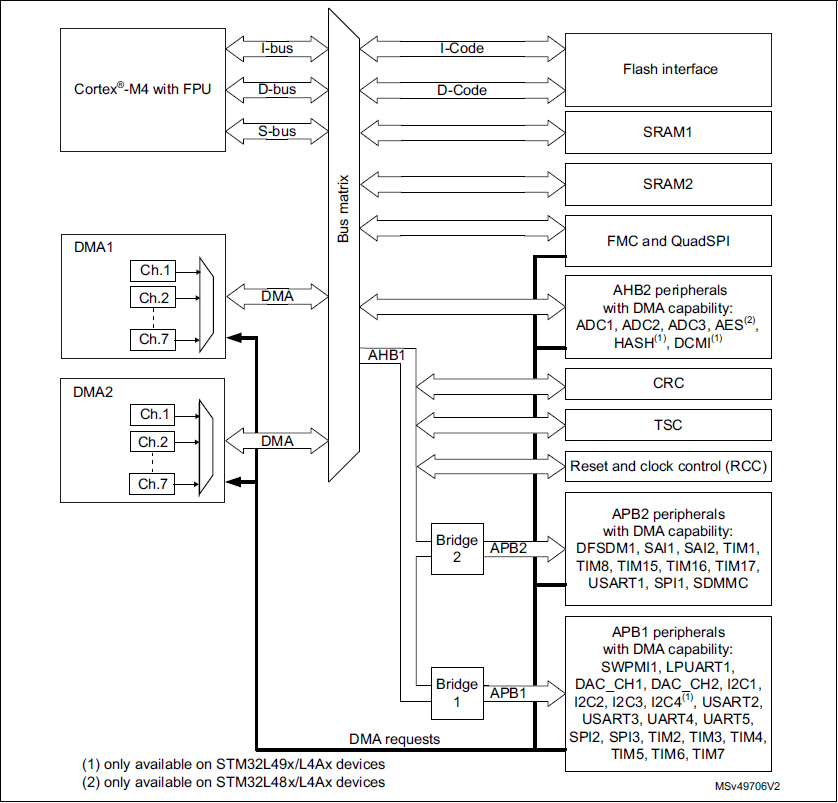 Cortex®-M4 with FPU
I-bus
D-bus
S-bus
Bus matrix
I-Code
D-Code
Flash interface
SRAM1
SRAM2
FMC and QuadSPI
DMA1
Ch.1
Ch.2
Ch.7
DMA
AHB2 peripherals
with DMA capability:
ADC1, ADC2, ADC3, AES(2),
HASH(1), DCMI(1)
AHB1
DMA2
Ch.1
Ch.2
Ch.7
DMA
CRC
TSC
Reset and clock control (RCC)
Bridge
2
APB2
APB2 peripherals
with DMA capability:
DFSDM1, SAI1, SAI2, TIM1,
TIM8, TIM15, TIM16, TIM17,
USART1, SPI1, SDMMC
Bridge
1
APB1
APB1 peripherals
with DMA capability:
SWPMI1, LPUART1,
DAC_CH1, DAC_CH2, I2C1,
I2C2, I2C3, I2C4(1), USART2,
USART3, UART4, UART5,
SPI2, SPI3, TIM2, TIM3, TIM4,
TIM5, TIM6, TIM7
DMA requests
(1) only available on STM32L49x/L4Ax devices
(2) only available on STM32L48x/L4Ax devices
MSv49706V2